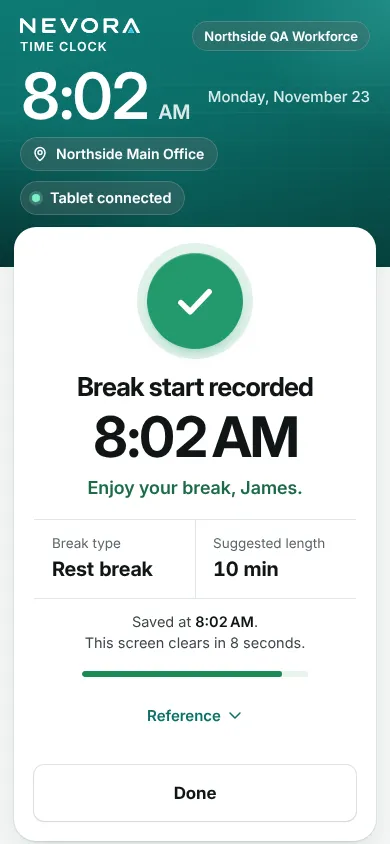 NEVORA
TIME CLOCK
Northside QA Workforce
8:02 AM
Monday, November 23
Northside Main Office
Tablet connected
Break start recorded
8:02 AM
Enjoy your break, James.
Break type
Rest break
Suggested length
10 min
Saved at 8:02 AM.
This screen clears in 8 seconds.
Reference
Done